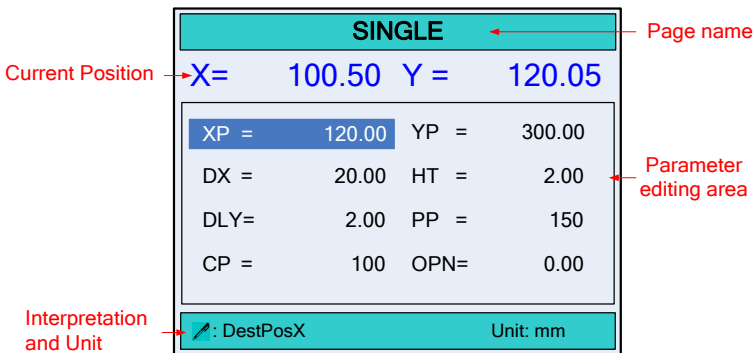 SINGLE
Page name
Current Position
X= 100.50 Y = 120.05
XP = 120.00 YP = 300.00
DX = 20.00 HT = 2.00
Parameter
editing area
DLY= 2.00 PP = 150
CP = 100 OPN= 0.00
Interpretation
and Unit
: DestPosX Unit: mm